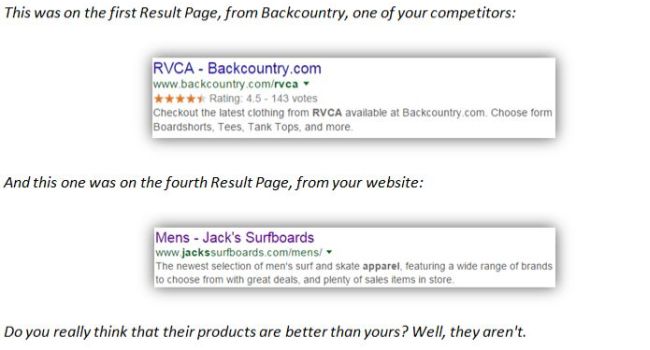 This was on the first Result Page, from Backcountry, one of your competitors:
RVCA - Backcountry.com
www.backcountry.com/rvca
Rating: 4.5 - 143 votes
Checkout the latest clothing from RVCA available at Backcountry.com. Choose form
Boardshorts, Tees, Tank Tops, and more.
And this one was on the fourth Result Page, from your website:
Mens - Jack's Surfboards
www.jackssurfboards.com/mens/
The newest selection of men's surf and skate apparel, featuring a wide range of brands
to choose from with great deals, and plenty of sales items in store.
Do you really think that their products are better than yours? Well, they aren't.